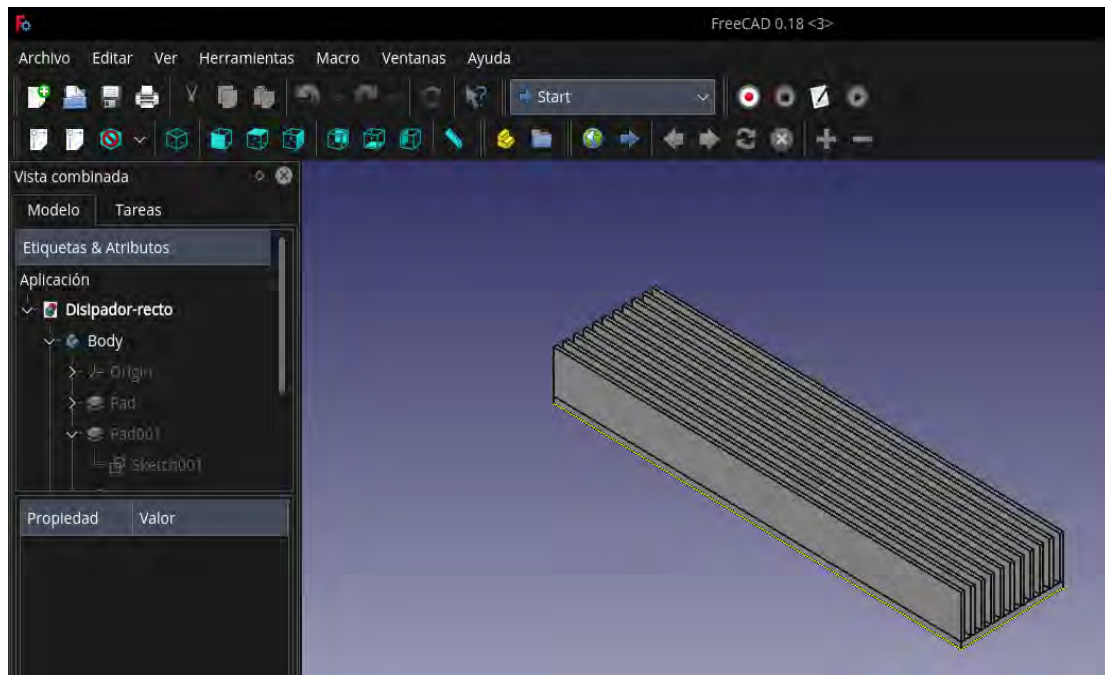 FreeCAD 0.18 <3>
Archivo Editar Ver Herramientas Macro Ventanas Ayuda
Start
Vista combinada
Modelo Tareas
Etiquetas & Atributos
Aplicación
Disipador-recto
Body
Origin
Pad
Pad001
Sketch001
Propiedad Valor